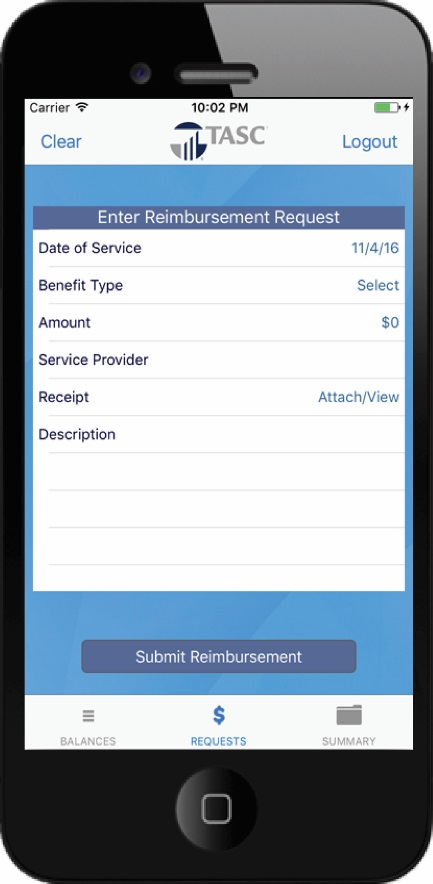 Carrier 10:02 PM
Clear TASC Logout
Enter Reimbursement Request
Date of Service 11/4/16
Benefit Type Select
Amount $0
Service Provider
Receipt Attach/View
Description
Submit Reimbursement
$
BALANCES REQUESTS SUMMARY